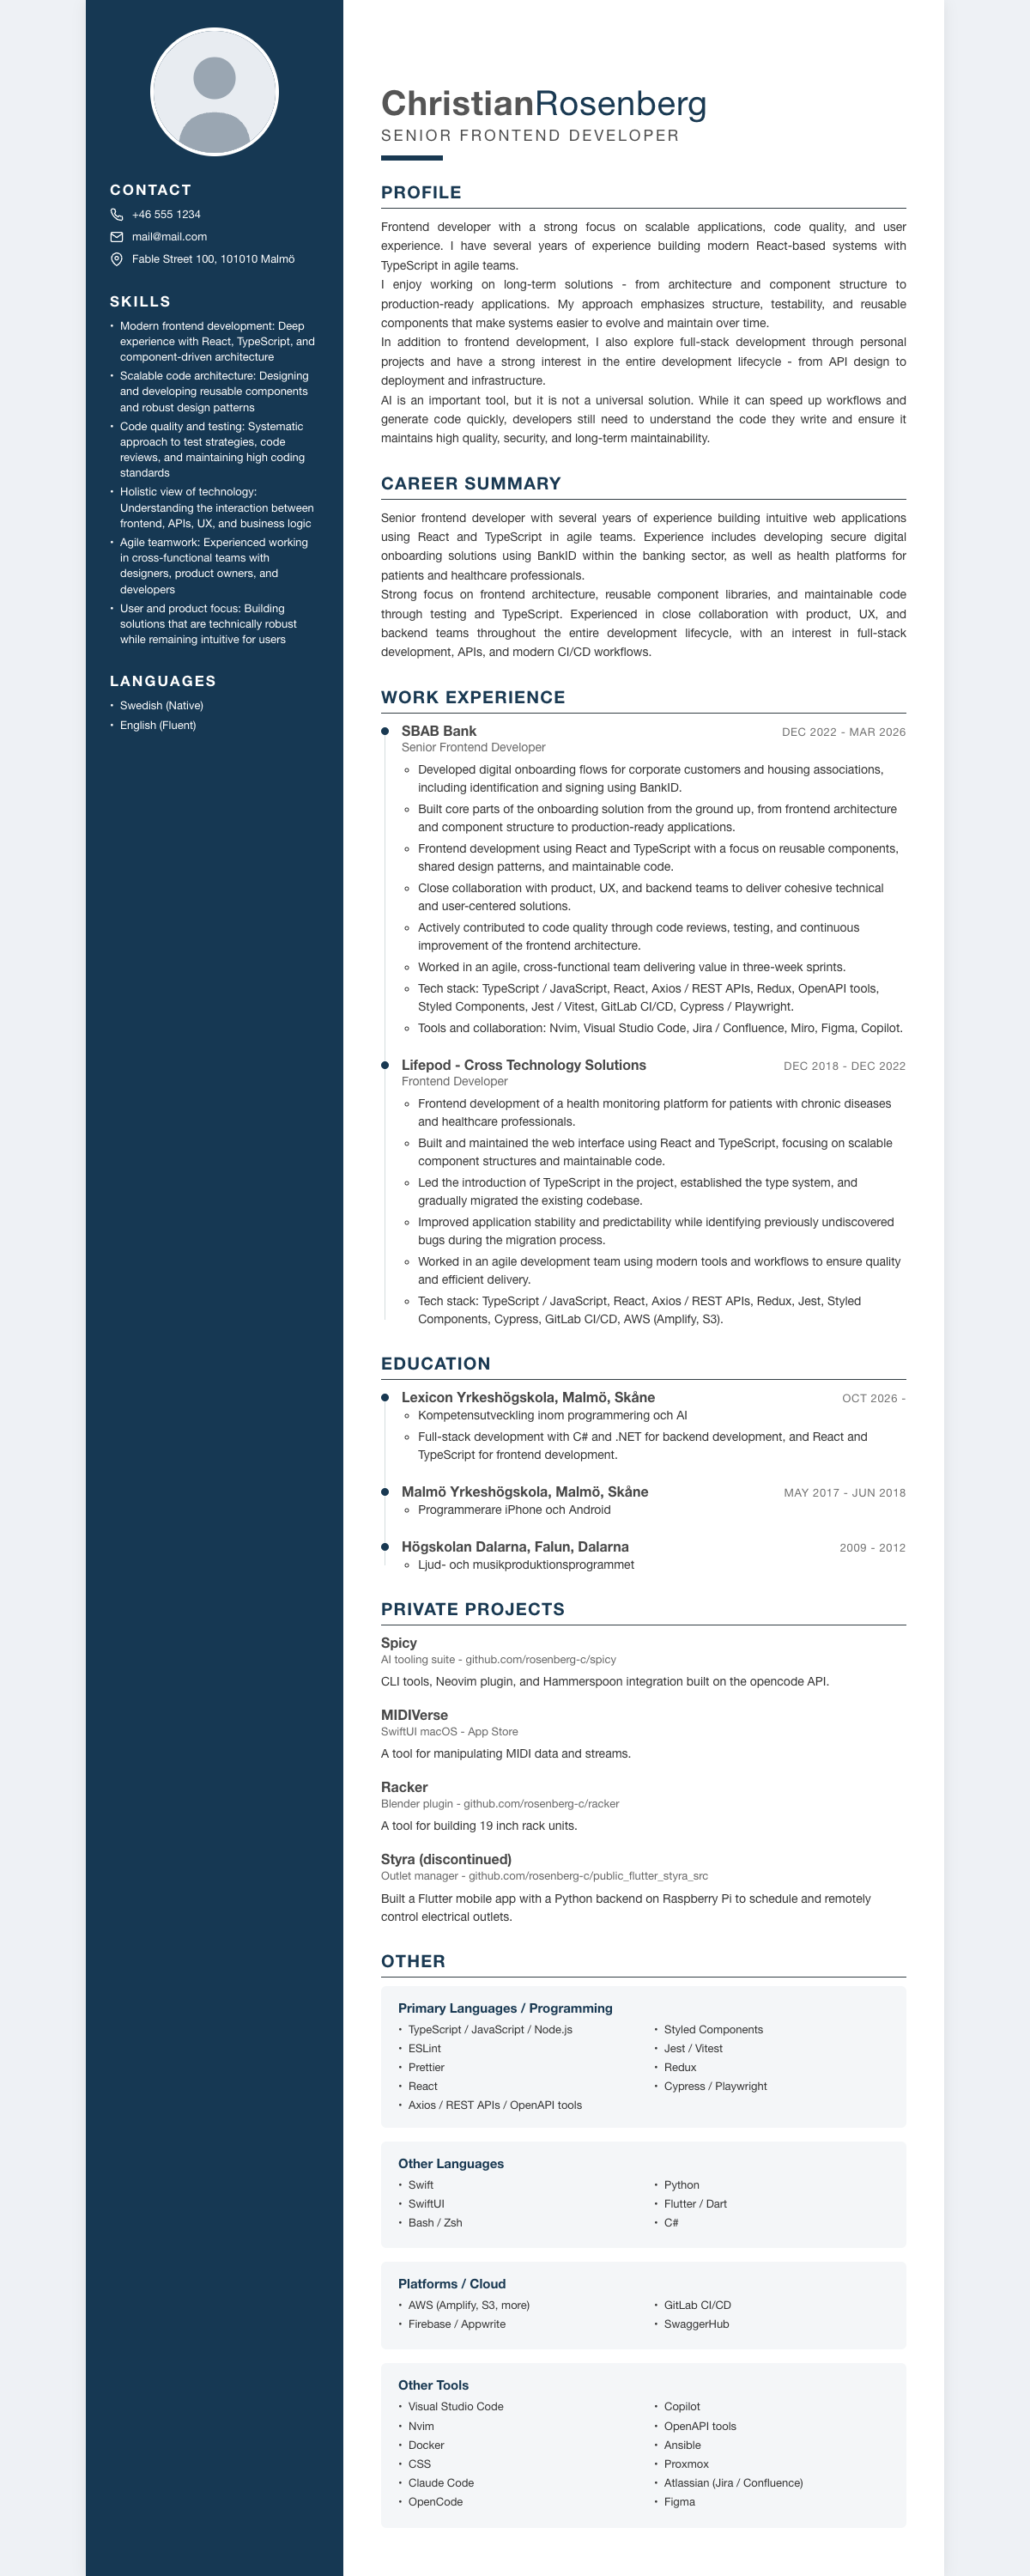 CONTACT
+46 555 1234
mail@mail.com
Fable Street 100, 101010 Malmö
SKILLS
• Modern frontend development: Deep
experience with React, TypeScript, and
component-driven architecture
• Scalable code architecture: Designing
and developing reusable components
and robust design patterns
• Code quality and testing: Systematic
approach to test strategies, code
reviews, and maintaining high coding
standards
• Holistic view of technology:
Understanding the interaction between
frontend, APIs, UX, and business logic
• Agile teamwork: Experienced working
in cross-functional teams with
designers, product owners, and
developers
• User and product focus: Building
solutions that are technically robust
while remaining intuitive for users
LANGUAGES
• Swedish (Native)
• English (Fluent)
ChristianRosenberg
SENIOR FRONTEND DEVELOPER
PROFILE
Frontend developer with a strong focus on scalable applications, code quality, and user
experience. I have several years of experience building modern React-based systems with
TypeScript in agile teams.
I enjoy working on long-term solutions - from architecture and component structure to
production-ready applications. My approach emphasizes structure, testability, and reusable
components that make systems easier to evolve and maintain over time.
In addition to frontend development, I also explore full-stack development through personal
projects and have a strong interest in the entire development lifecycle - from API design to
deployment and infrastructure.
AI is an important tool, but it is not a universal solution. While it can speed up workflows and
generate code quickly, developers still need to understand the code they write and ensure it
maintains high quality, security, and long-term maintainability.
CAREER SUMMARY
Senior frontend developer with several years of experience building intuitive web applications
using React and TypeScript in agile teams. Experience includes developing secure digital
onboarding solutions using BankID within the banking sector, as well as health platforms for
patients and healthcare professionals.
Strong focus on frontend architecture, reusable component libraries, and maintainable code
through testing and TypeScript. Experienced in close collaboration with product, UX, and
backend teams throughout the entire development lifecycle, with an interest in full-stack
development, APIs, and modern CI/CD workflows.
WORK EXPERIENCE
SBAB Bank DEC 2022 - MAR 2026
Senior Frontend Developer
Developed digital onboarding flows for corporate customers and housing associations,
including identification and signing using BankID.
Built core parts of the onboarding solution from the ground up, from frontend architecture
and component structure to production-ready applications.
Frontend development using React and TypeScript with a focus on reusable components,
shared design patterns, and maintainable code.
Close collaboration with product, UX, and backend teams to deliver cohesive technical
and user-centered solutions.
Actively contributed to code quality through code reviews, testing, and continuous
improvement of the frontend architecture.
Worked in an agile, cross-functional team delivering value in three-week sprints.
Tech stack: TypeScript / JavaScript, React, Axios / REST APIs, Redux, OpenAPI tools,
Styled Components, Jest / Vitest, GitLab CI/CD, Cypress / Playwright.
Tools and collaboration: Nvim, Visual Studio Code, Jira / Confluence, Miro, Figma, Copilot.
Lifepod - Cross Technology Solutions DEC 2018 - DEC 2022
Frontend Developer
Frontend development of a health monitoring platform for patients with chronic diseases
and healthcare professionals.
Built and maintained the web interface using React and TypeScript, focusing on scalable
component structures and maintainable code.
Led the introduction of TypeScript in the project, established the type system, and
gradually migrated the existing codebase.
Improved application stability and predictability while identifying previously undiscovered
bugs during the migration process.
Worked in an agile development team using modern tools and workflows to ensure quality
and efficient delivery.
Tech stack: TypeScript / JavaScript, React, Axios / REST APIs, Redux, Jest, Styled
Components, Cypress, GitLab CI/CD, AWS (Amplify, S3).
EDUCATION
Lexicon Yrkeshögskola, Malmö, Skåne OCT 2026 -
Kompetensutveckling inom programmering och AI
Full-stack development with C# and .NET for backend development, and React and
TypeScript for frontend development.
Malmö Yrkeshögskola, Malmö, Skåne MAY 2017 - JUN 2018
Programmerare iPhone och Android
Högskolan Dalarna, Falun, Dalarna 2009 - 2012
Ljud- och musikproduktionsprogrammet
PRIVATE PROJECTS
Spicy
AI tooling suite - github.com/rosenberg-c/spicy
CLI tools, Neovim plugin, and Hammerspoon integration built on the opencode API.
MIDIVerse
SwiftUI macOS - App Store
A tool for manipulating MIDI data and streams.
Racker
Blender plugin - github.com/rosenberg-c/racker
A tool for building 19 inch rack units.
Styra (discontinued)
Outlet manager - github.com/rosenberg-c/public_flutter_styra_src
Built a Flutter mobile app with a Python backend on Raspberry Pi to schedule and remotely
control electrical outlets.
OTHER
Primary Languages / Programming
• TypeScript / JavaScript / Node.js
• ESLint
• Prettier
• React
• Axios / REST APIs / OpenAPI tools
• Styled Components
• Jest / Vitest
• Redux
• Cypress / Playwright
Other Languages
• Swift
• SwiftUI
• Bash / Zsh
• Python
• Flutter / Dart
• C#
Platforms / Cloud
• AWS (Amplify, S3, more)
• Firebase / Appwrite
• GitLab CI/CD
• SwaggerHub
Other Tools
• Visual Studio Code
• Nvim
• Docker
• CSS
• Claude Code
• OpenCode
• Copilot
• OpenAPI tools
• Ansible
• Proxmox
• Atlassian (Jira / Confluence)
• Figma